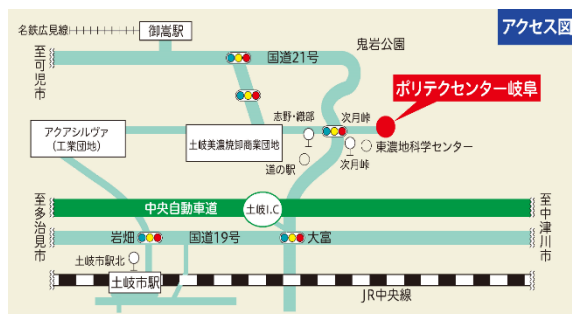 アクセス図
名鉄広見線
御嵩駅
鬼岩公園
至可児市
国道21号
ポリテクセンター岐阜
志野・織部
次月峠
アクアシルヴァ
(工業団地)
土岐美濃焼卸商業団地
道の駅
次月峠
東濃地科学センター
至多治見市
中央自動車道
土岐I.C
至中津川市
岩畑
国道19号
大富
土岐市駅北
土岐市駅
JR中央線